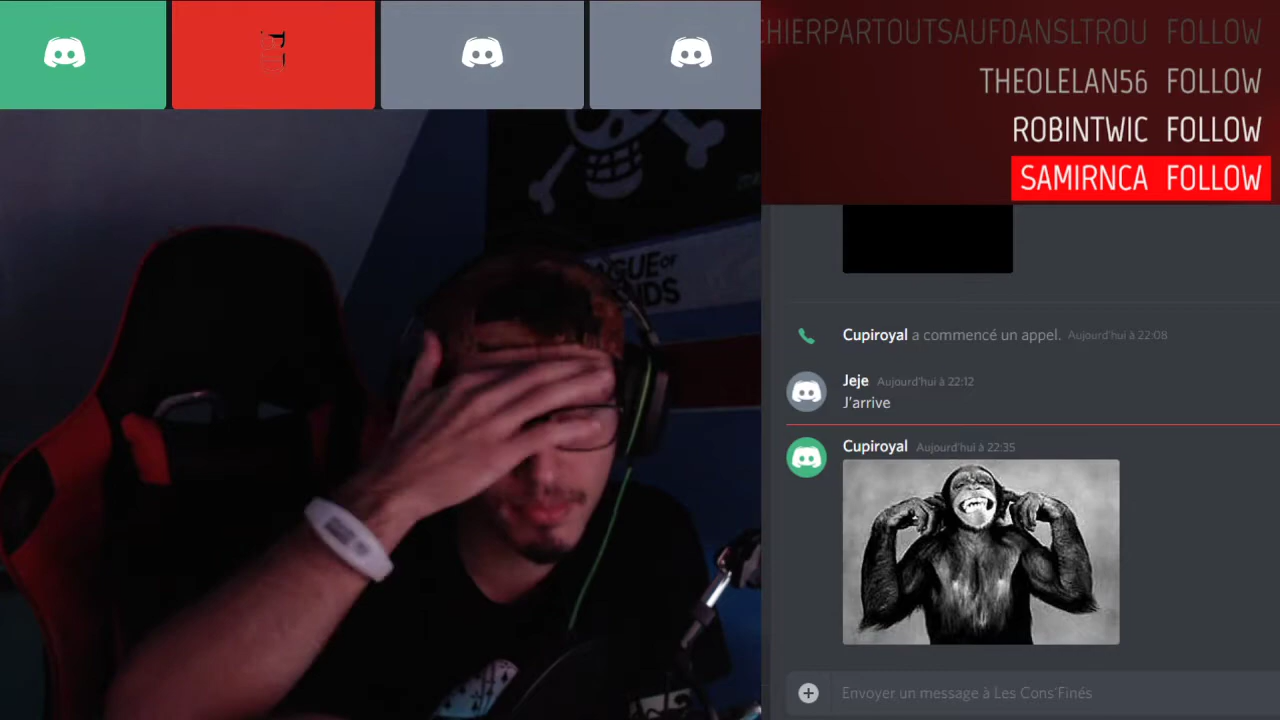 CHIERPARTOUTSAUFDANSLTROU FOLLOW
THEOLELAN56 FOLLOW
ROBINTWIC FOLLOW
SAMIRNCA FOLLOW
Cupiroyal a commencé un appel. Aujourd'hui à 22:08
Jeje Aujourd'hui à 22:12
J'arrive
Cupiroyal Aujourd'hui à 22:35
Envoyer un message à Les Cons'Finés